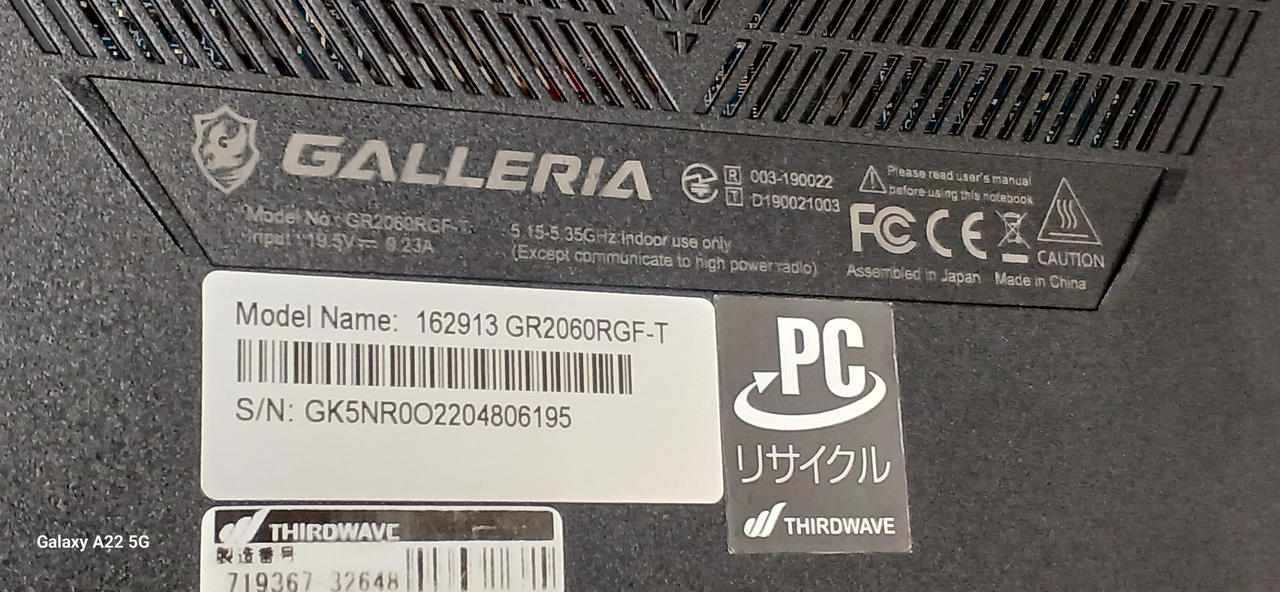 GALLERIA
R 003-190022
T D190021003
Please read user's manual
before using this notebook
Model No : GR2060RGF-T
Input : 19.5V 9.23A
5.15-5.35GHz Indoor use only
(Except communicate to high power radio)
FC CE
CAUTION
Assembled in Japan Made in China
Model Name: 162913 GR2060RGF-T
S/N: GK5NR0O2204806195
PC
リサイクル
THIRDWAVE
THIRDWAVE
製造番号
719367-32648
Galaxy A22 5G